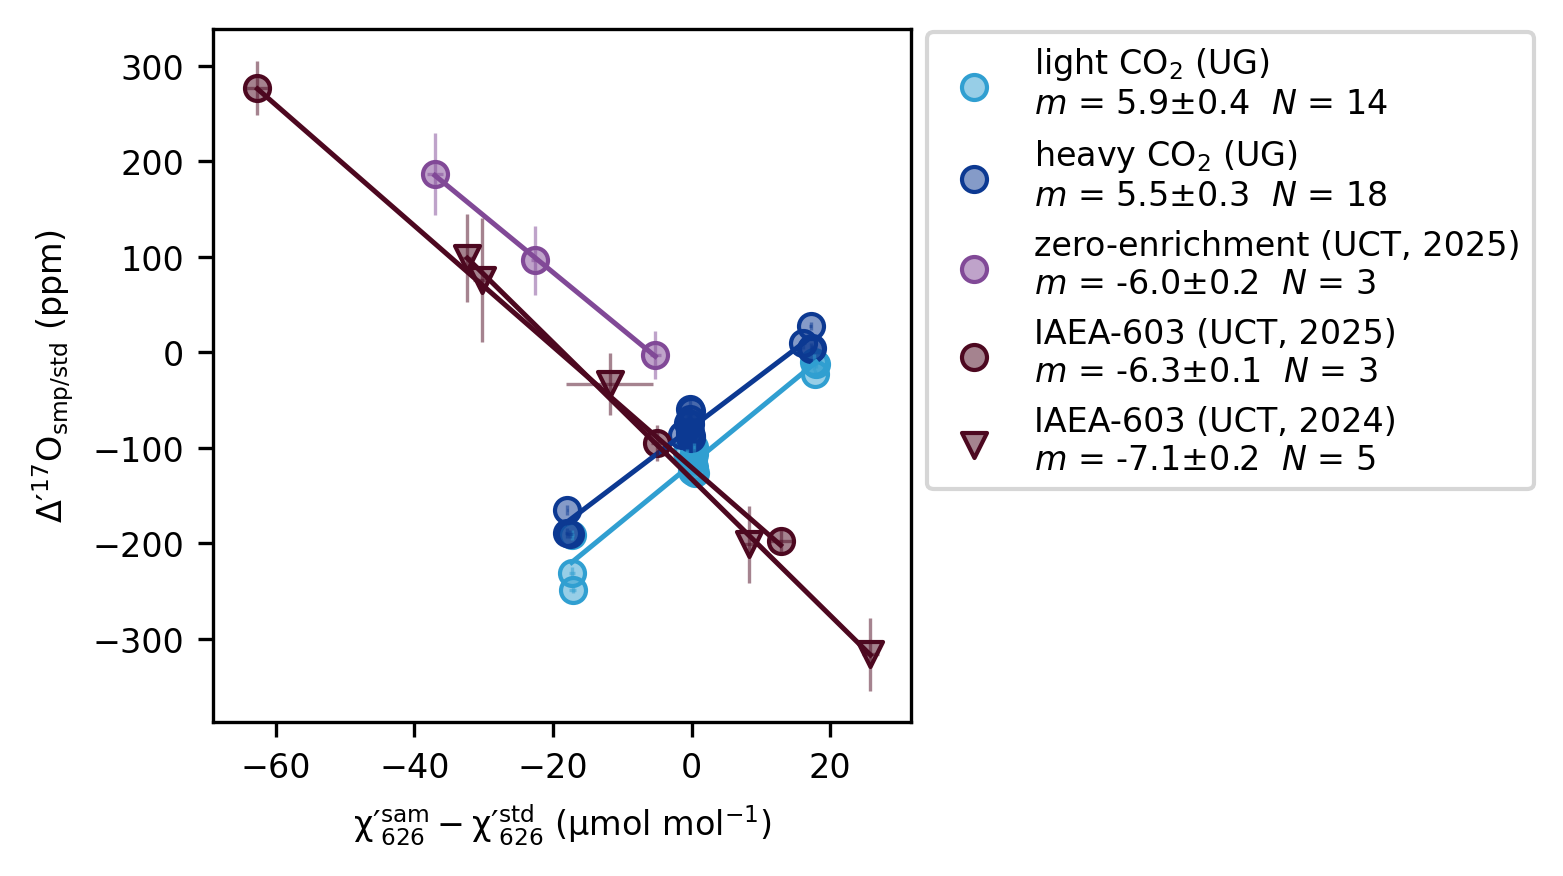 300
200
100
0
−100
−200
−300
Δ′¹⁷O_smp/std (ppm)
−60
−40
−20
0
20
χ′⁶²⁶ˢᵃᵐ − χ′⁶²⁶ˢᵗᵈ (μmol mol⁻¹)
light CO₂ (UG)
m = 5.9±0.4 N = 14
heavy CO₂ (UG)
m = 5.5±0.3 N = 18
zero-enrichment (UCT, 2025)
m = -6.0±0.2 N = 3
IAEA-603 (UCT, 2025)
m = -6.3±0.1 N = 3
IAEA-603 (UCT, 2024)
m = -7.1±0.2 N = 5